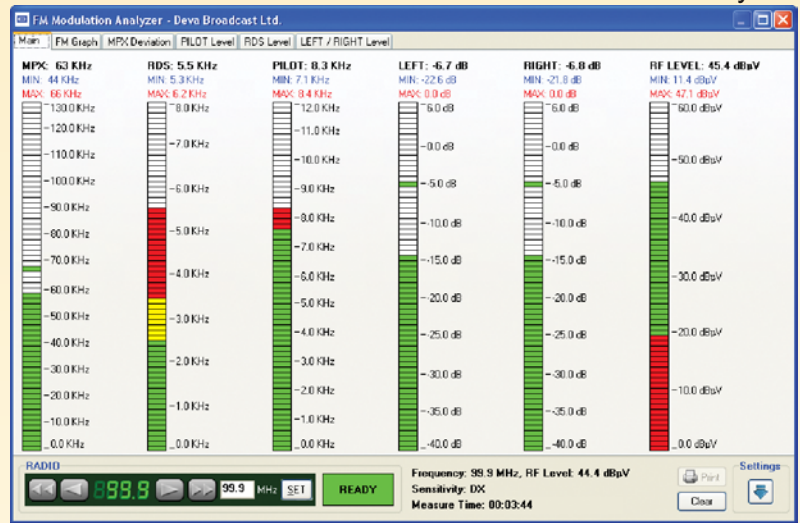 FM Modulation Analyzer - Deva Broadcast Ltd.
Main FM Graph MPX Deviation PILOT Level RDS Level LEFT / RIGHT Level
MPX: 63 KHz RDS: 5.5 KHz PILOT: 8.3 KHz LEFT: -6.7 dB RIGHT: -6.8 dB RF LEVEL: 45.4 dBµV
MIN: 44 KHz MIN: 5.3 KHz MIN: 7.1 KHz MIN: -22.6 dB MIN: -21.8 dB MIN: 11.4 dBµV
MAX: 66 KHz MAX: 6.2 KHz MAX: 8.4 KHz MAX: 0.0 dB MAX: 0.0 dB MAX: 47.1 dBµV
130.0 KHz
120.0 KHz
110.0 KHz
100.0 KHz
90.0 KHz
80.0 KHz
70.0 KHz
60.0 KHz
50.0 KHz
40.0 KHz
30.0 KHz
20.0 KHz
10.0 KHz
0.0 KHz
8.0 KHz
7.0 KHz
6.0 KHz
5.0 KHz
4.0 KHz
3.0 KHz
2.0 KHz
1.0 KHz
0.0 KHz
12.0 KHz
11.0 KHz
10.0 KHz
9.0 KHz
8.0 KHz
7.0 KHz
6.0 KHz
5.0 KHz
4.0 KHz
3.0 KHz
2.0 KHz
1.0 KHz
0.0 KHz
6.0 dB
0.0 dB
-5.0 dB
-10.0 dB
-15.0 dB
-20.0 dB
-25.0 dB
-30.0 dB
-35.0 dB
-40.0 dB
6.0 dB
0.0 dB
-5.0 dB
-10.0 dB
-15.0 dB
-20.0 dB
-25.0 dB
-30.0 dB
-35.0 dB
-40.0 dB
60.0 dBµV
50.0 dBµV
40.0 dBµV
30.0 dBµV
20.0 dBµV
10.0 dBµV
0.0 dBµV
RADIO
99.9 99.9 MHz SET READY
Frequency: 99.9 MHz, RF Level: 44.4 dBµV
Sensitivity: DX
Measure Time: 00:03:44
Print
Clear
Settings